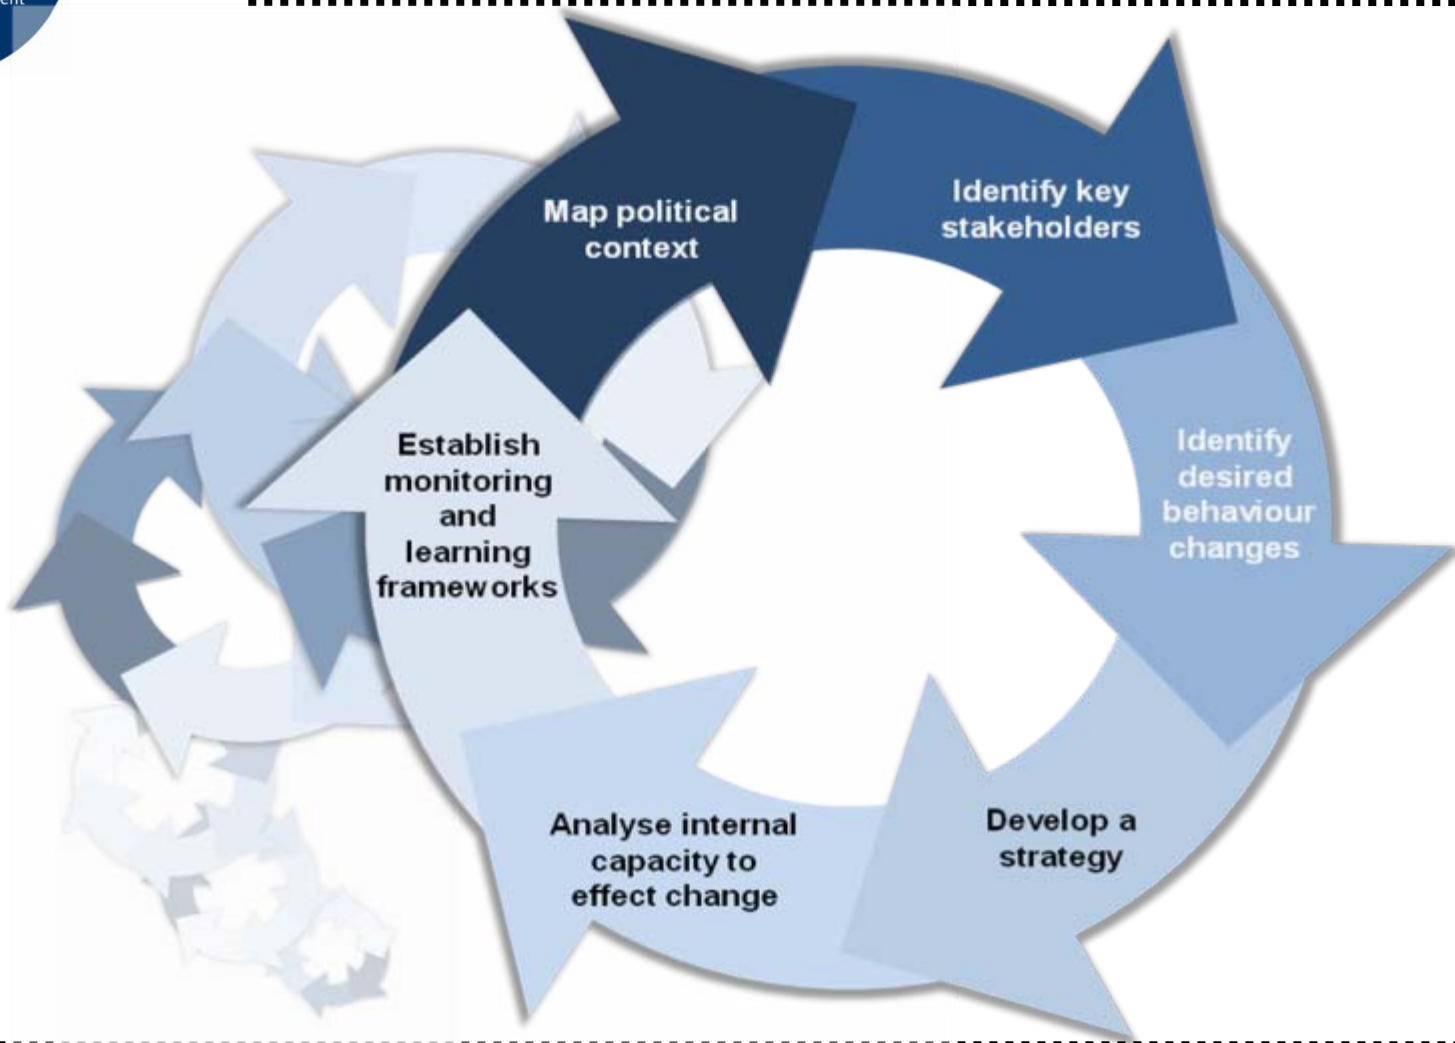 Map political
context
Identify key
stakeholders
Identify
desired
behaviour
changes
Develop a
strategy
Analyse internal
capacity to
effect change
Establish
monitoring
and
learning
frameworks